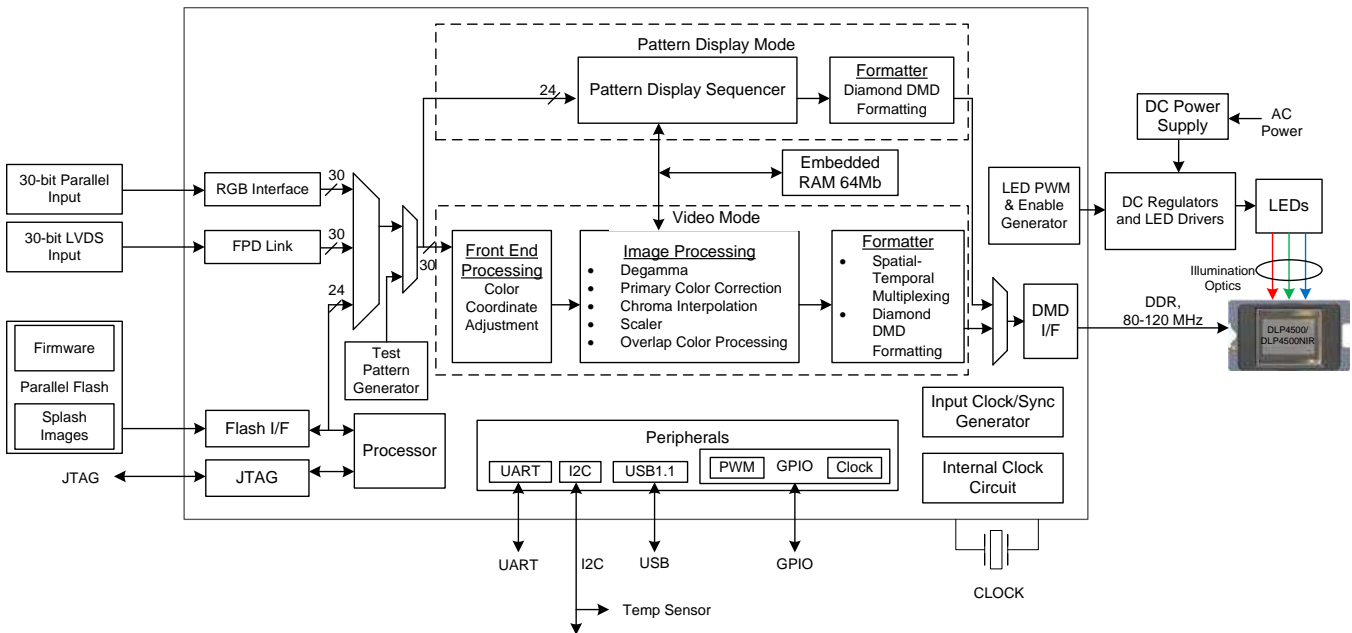 Pattern Display Mode
24
Pattern Display Sequencer
Formatter
Diamond DMD
Formatting
DC Power
Supply
AC
Power
30-bit Parallel
Input
RGB Interface
30
Embedded
RAM 64Mb
LED PWM
& Enable
Generator
DC Regulators
and LED Drivers
LEDs
30-bit LVDS
Input
FPD Link
30
30
Video Mode
Front End
Processing
Color
Coordinate
Adjustment
Image Processing
• Degamma
• Primary Color Correction
• Chroma Interpolation
• Scaler
• Overlap Color Processing
Formatter
• Spatial-
Temporal
Multiplexing
• Diamond
DMD
Formatting
DMD
I/F
Illumination
Optics
DDR,
80-120 MHz
DLP4500/
DLP4500NIR
24
Firmware
Parallel Flash
Splash
Images
Test
Pattern
Generator
Flash I/F
Processor
JTAG
JTAG
Peripherals
UART
I2C
USB1.1
PWM
GPIO
Clock
Input Clock/Sync
Generator
Internal Clock
Circuit
UART
I2C
USB
GPIO
CLOCK
Temp Sensor